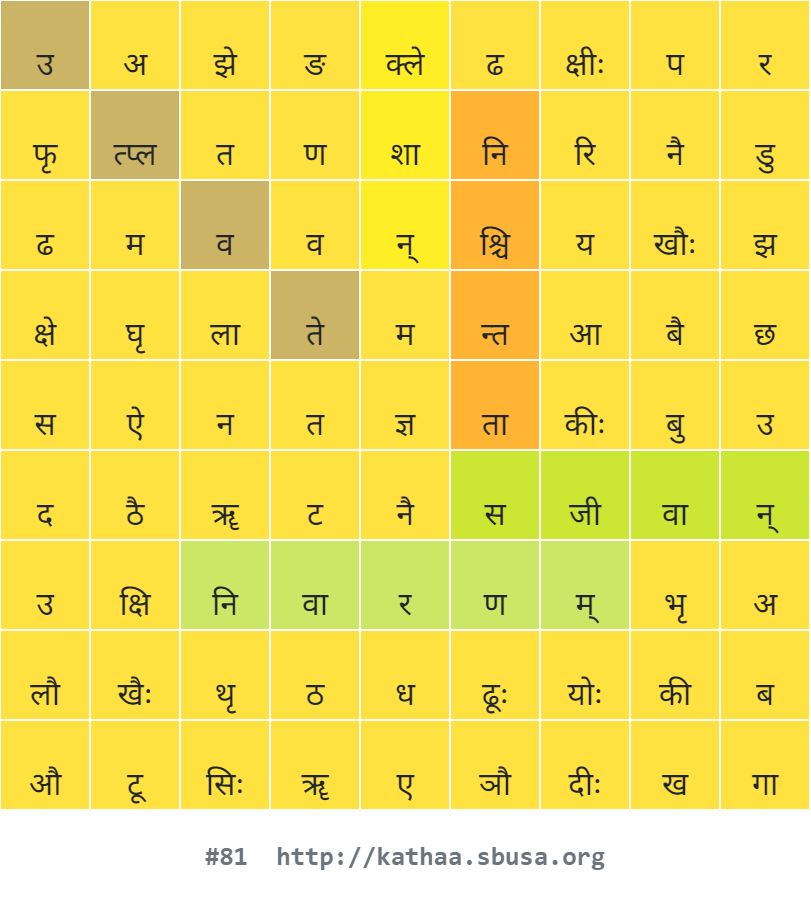 उ अ झे ङ क्ले ढ क्षीः प र
फृ त्प्ल त ण शा नि रि नै डु
ढ म व व न् श्चि य खौः झ
क्षे घृ ला ते म न्त आ बै छ
स ऐ न त ज्ञ ता कीः बु उ
द ठै ॠ ट नै स जी वा न्
उ क्षि नि वा र ण म् भृ अ
लौ खैः थृ ठ ध ढूः योः की ब
औ टू सिः ॠ ए ञौ दीः ख गा
#81 http://kathaa.sbusa.org